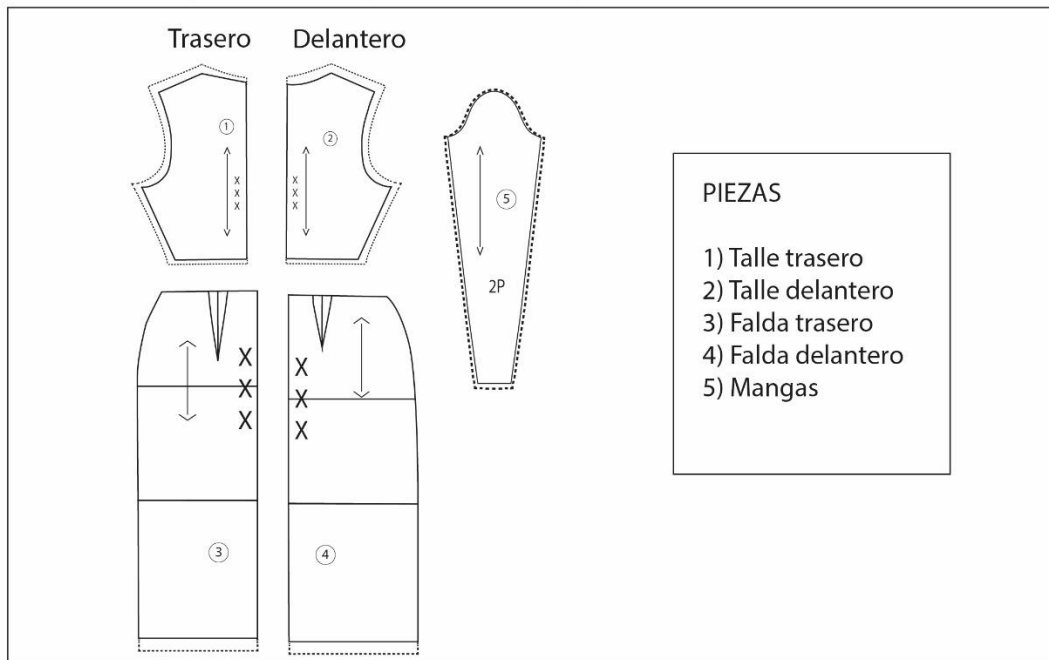 Trasero Delantero
1
2
X
X
X
X
X
X
5
2P
X
X
X
X
X
X
3
4
PIEZAS
1) Talle trasero
2) Talle delantero
3) Falda trasero
4) Falda delantero
5) Mangas